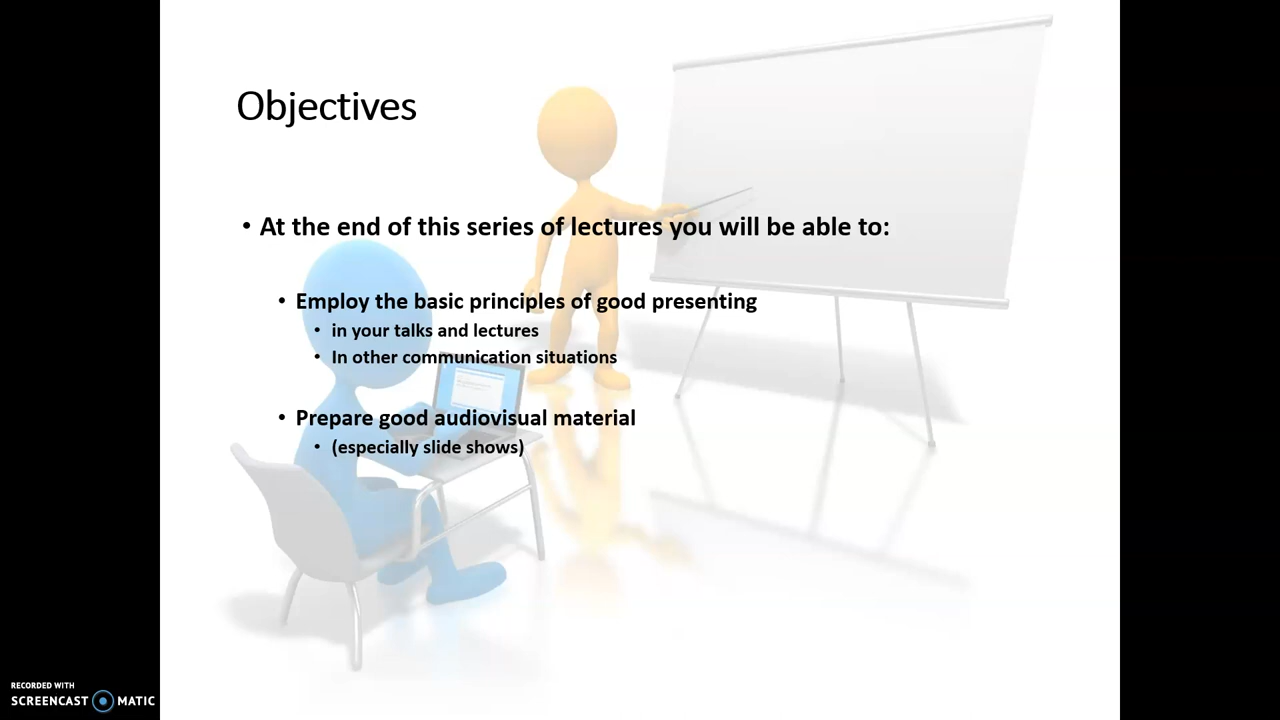 Objectives
• At the end of this series of lectures you will be able to:
• Employ the basic principles of good presenting
• in your talks and lectures
• In other communication situations
• Prepare good audiovisual material
• (especially slide shows)
RECORDED WITH
SCREENCAST MATIC